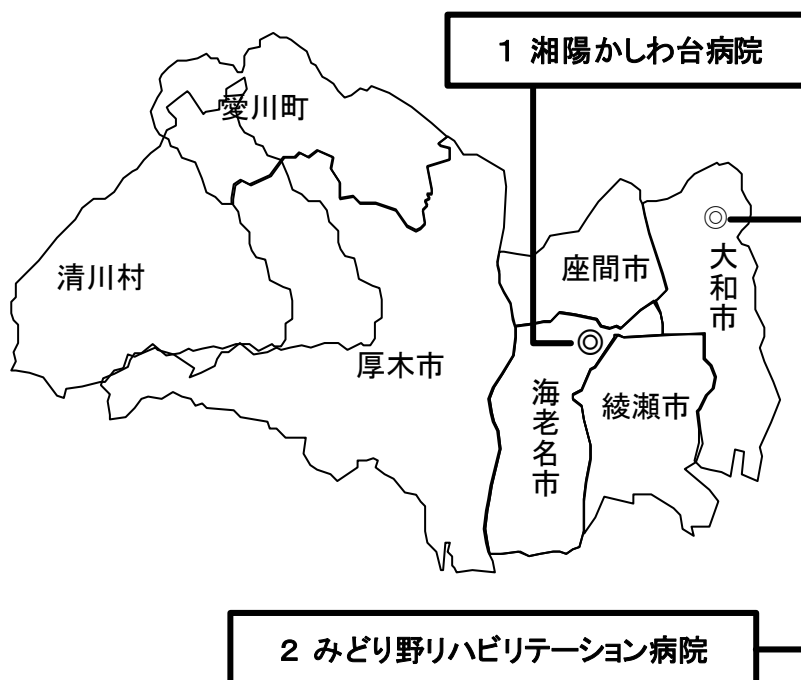 1 湘陽かしわ台病院
愛川町
清川村
座間市
大和市
厚木市
海老名市
綾瀬市
2 みどり野リハビリテーション病院